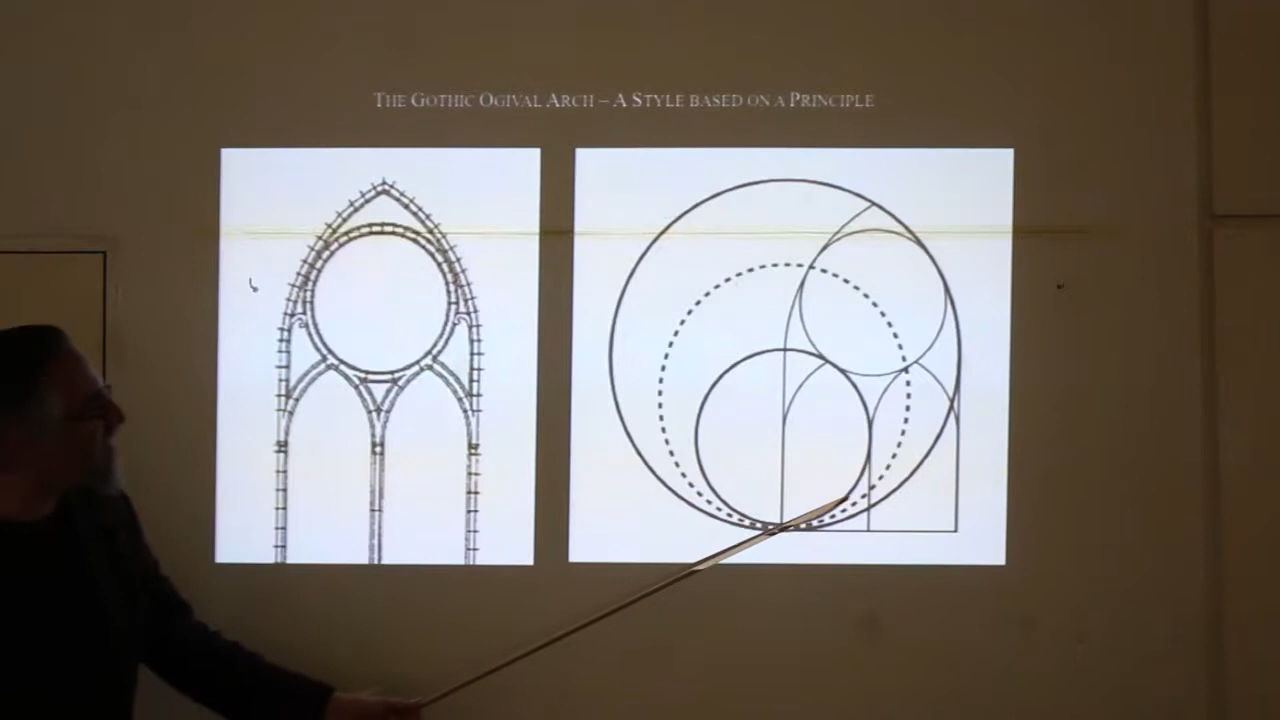 THE GOTHIC OGIVAL ARCH – A STYLE BASED ON A PRINCIPLE